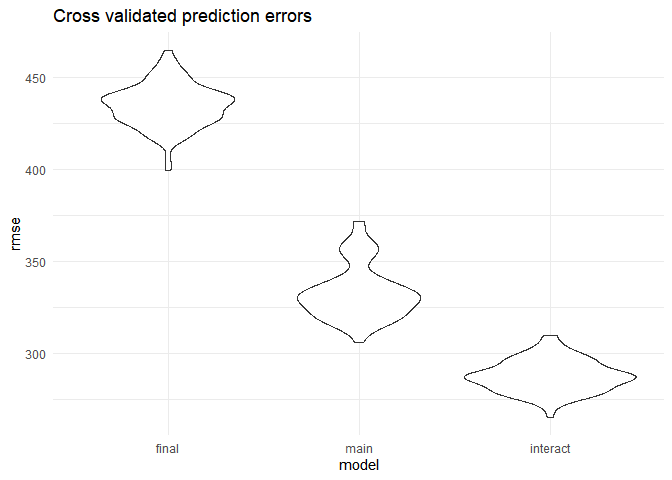 Cross validated prediction errors
450
400
350
300
rmse
final main interact
model